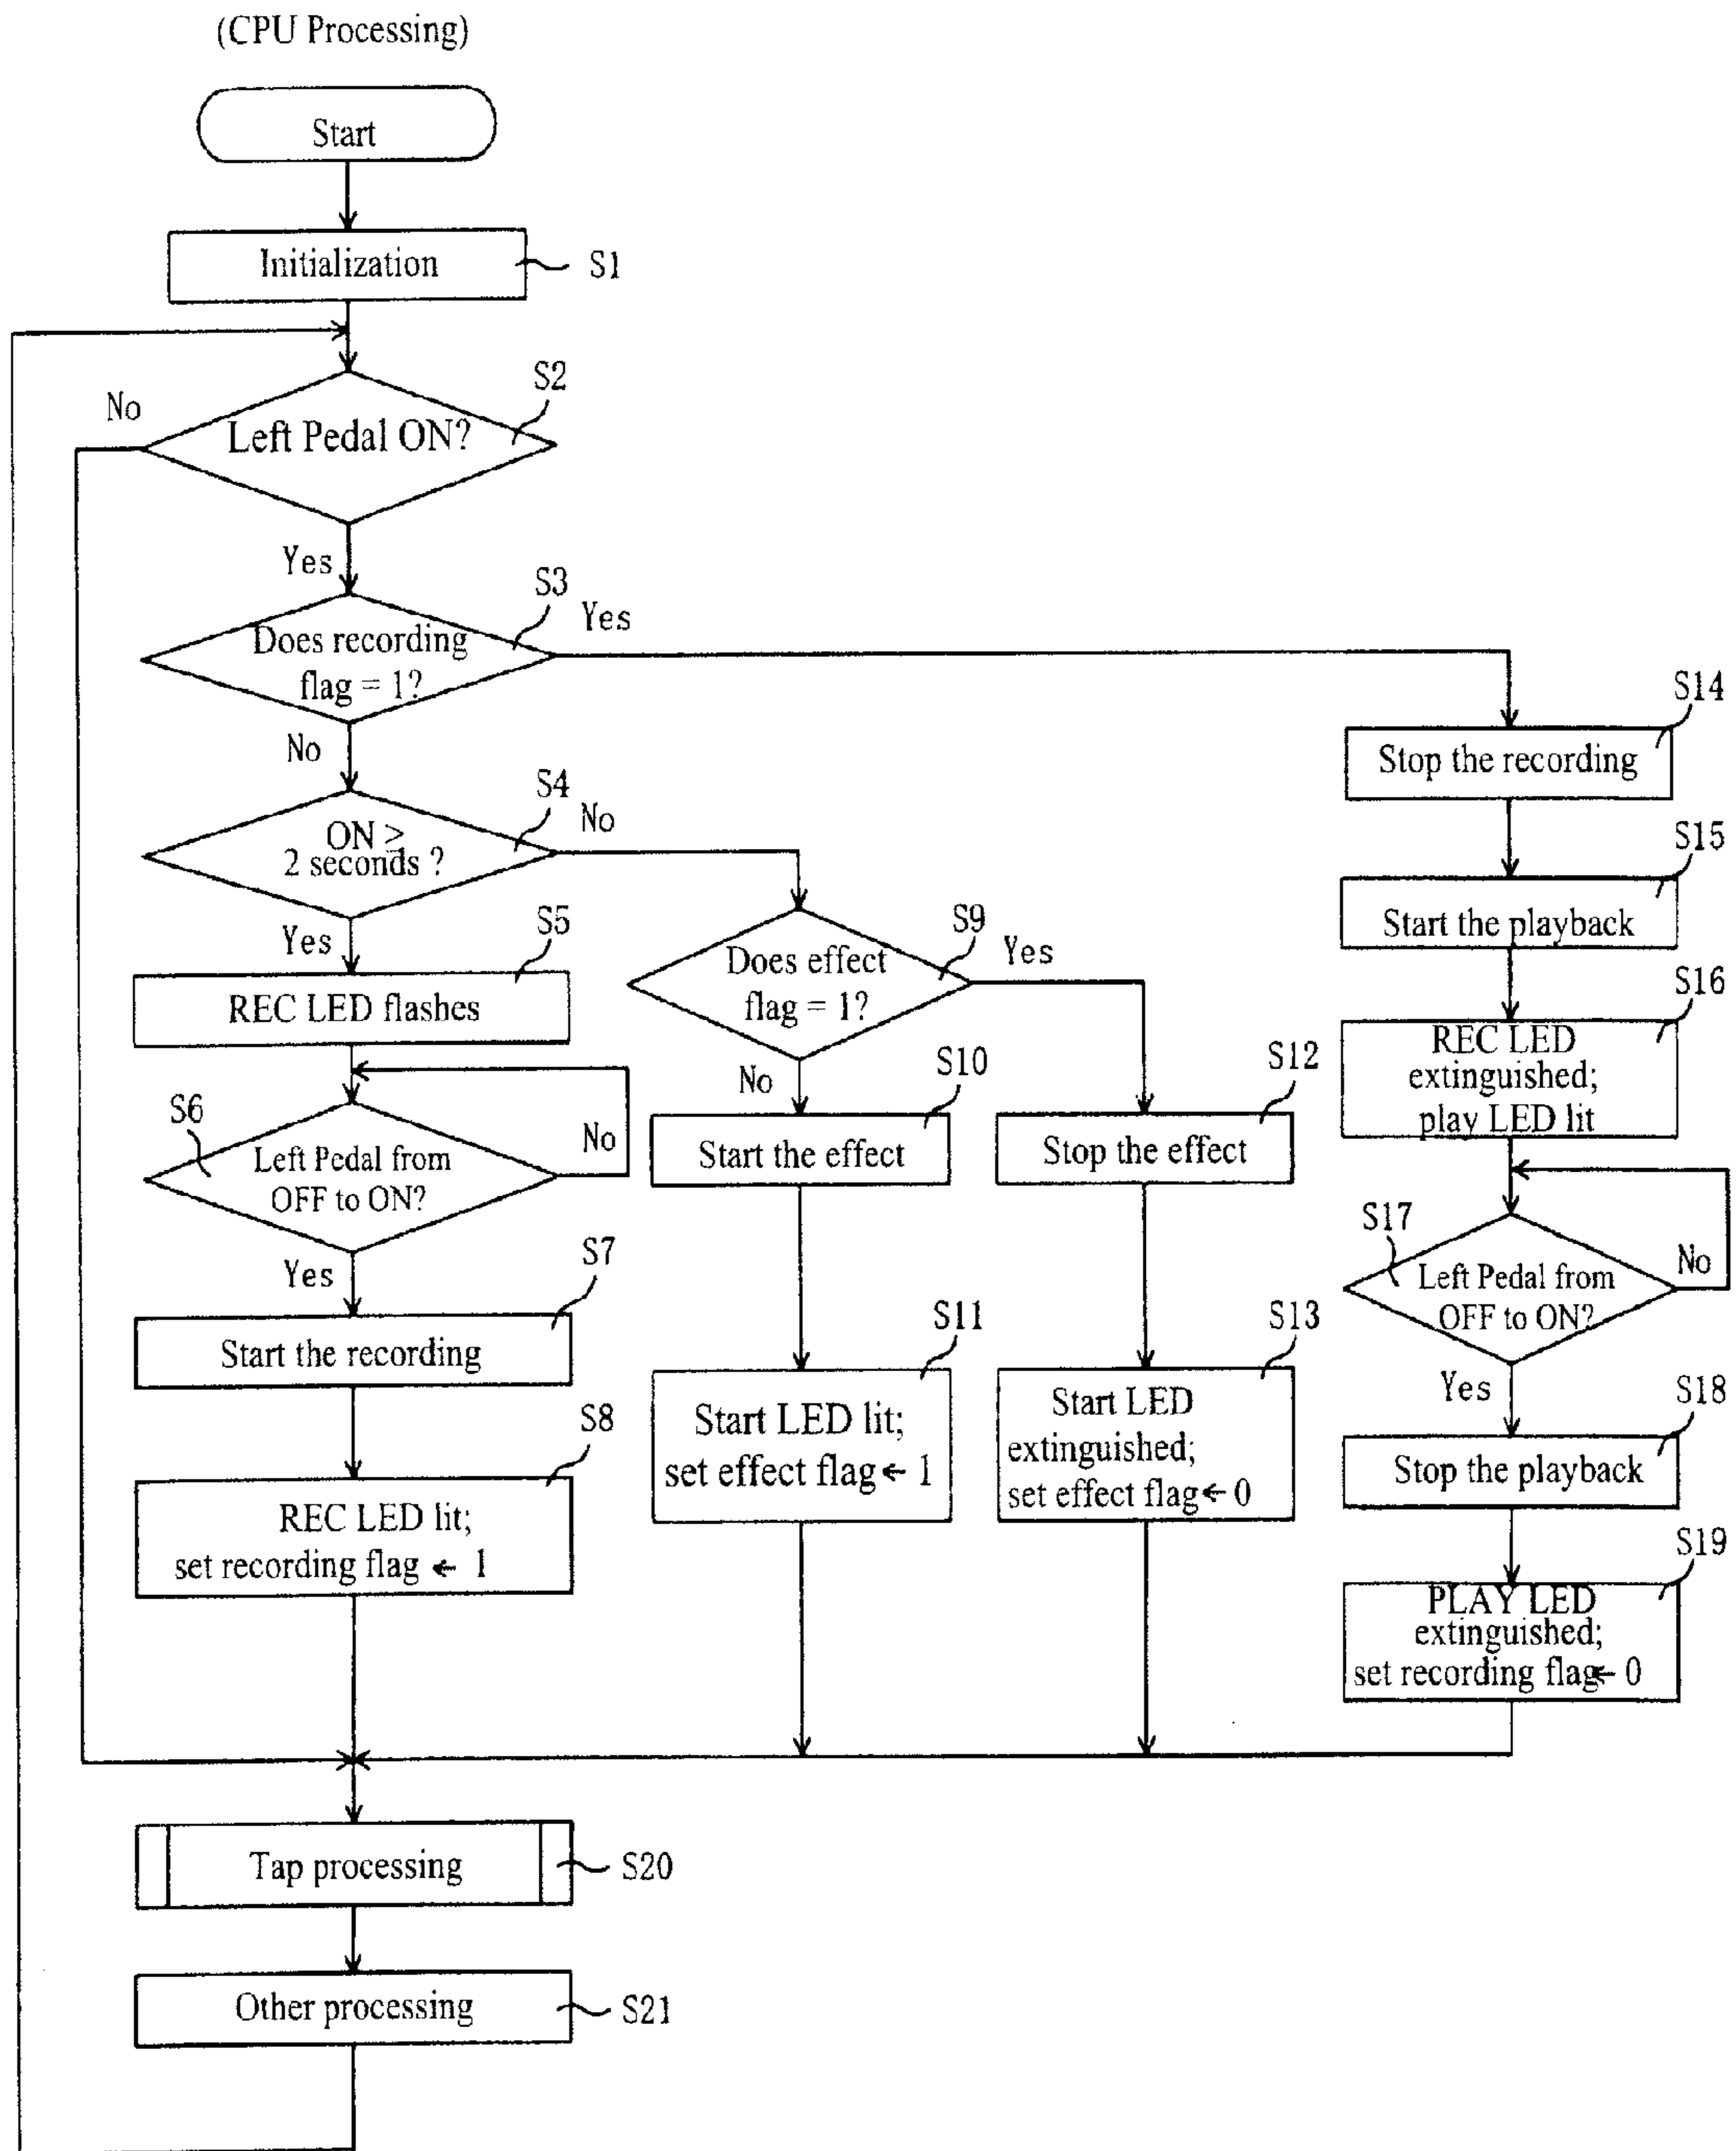 (CPU Processing)
Start
Initialization
S1
S2
No
Left Pedal ON?
Yes
S3
Yes
Does recording
flag = 1?
No
S14
Stop the recording
S4
No
ON ≥
2 seconds ?
Yes
S15
Start the playback
S5
REC LED flashes
S9
Yes
Does effect
flag = 1?
No
S16
REC LED
extinguished;
play LED lit
S6
Left Pedal from
OFF to ON?
No
Yes
S10
Start the effect
S12
Stop the effect
S17
Left Pedal from
OFF to ON?
No
Yes
S7
Start the recording
S11
Start LED lit;
set effect flag ← 1
S13
Start LED
extinguished;
set effect flag ← 0
S18
Stop the playback
S8
REC LED lit;
set recording flag ← 1
S19
PLAY LED
extinguished;
set recording flag ← 0
Tap processing
S20
Other processing
S21